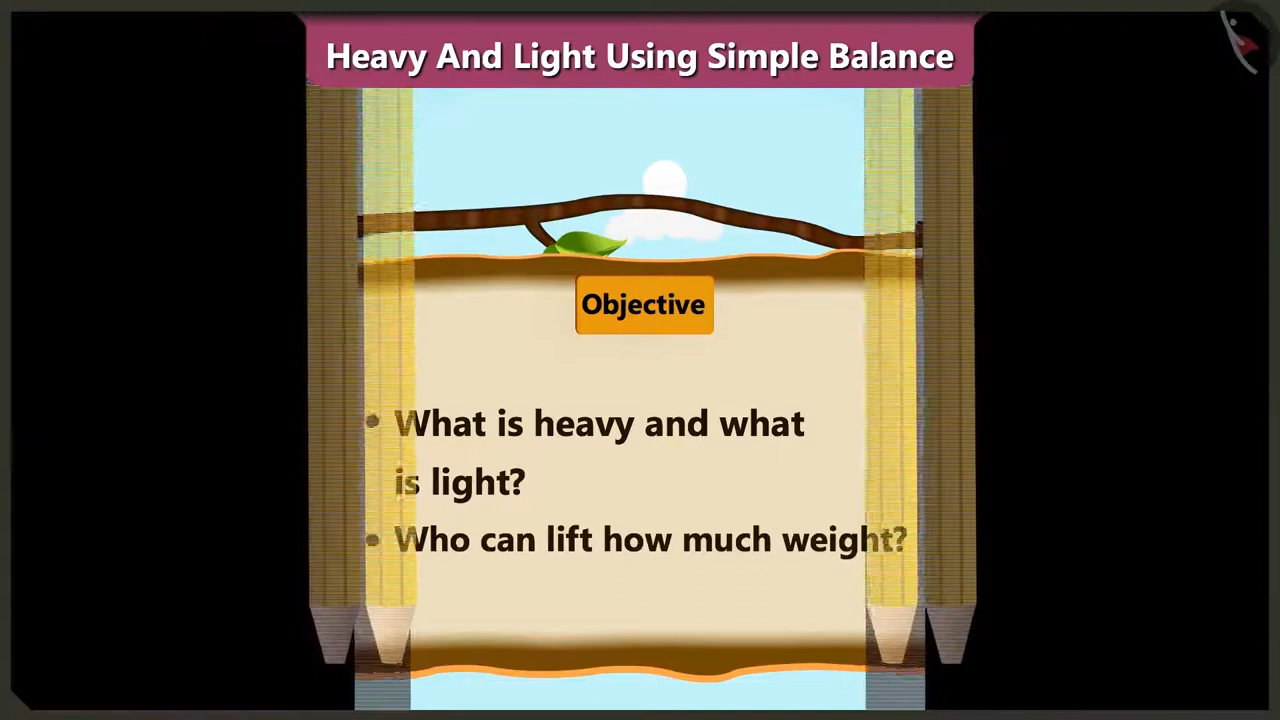 Heavy And Light Using Simple Balance
Objective
• What is heavy and what
is light?
• Who can lift how much weight?